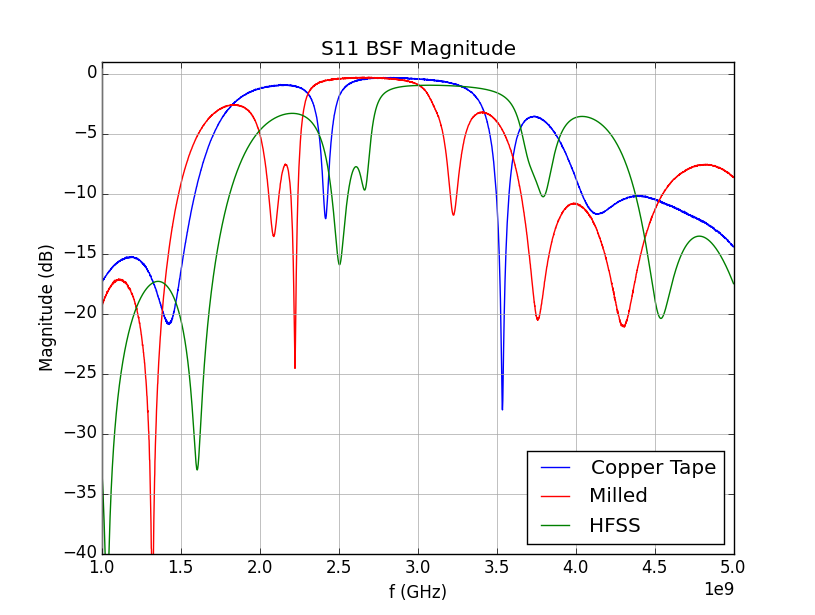 S11 BSF Magnitude
Magnitude (dB)
0
−5
−10
−15
−20
−25
−30
−35
−40
1.0 1.5 2.0 2.5 3.0 3.5 4.0 4.5 5.0
1e9
f (GHz)
Copper Tape
Milled
HFSS